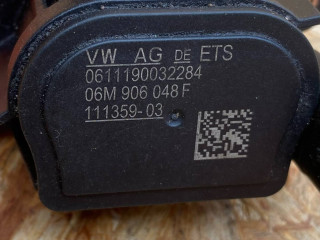 VW AG DE ETS
0611190032284
06M 906 048 F
111359-03